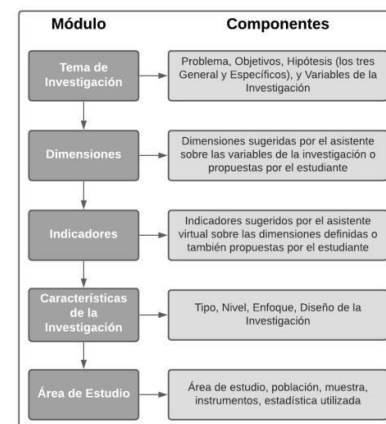 Módulo
Componentes
Tema de
Investigación
Problema, Objetivos, Hipótesis (los tres
General y Específicos), y Variables de la
Investigación
Dimensiones
Dimensiones sugeridas por el asistente
sobre las variables de la investigación o
propuestas por el estudiante
Indicadores
Indicadores sugeridos por el asistente
virtual sobre las dimensiones definidas o
también propuestas por el estudiante
Características
de la
Investigación
Tipo, Nivel, Enfoque, Diseño de la
Investigación
Área de Estudio
Área de estudio, población, muestra,
instrumentos, estadística utilizada